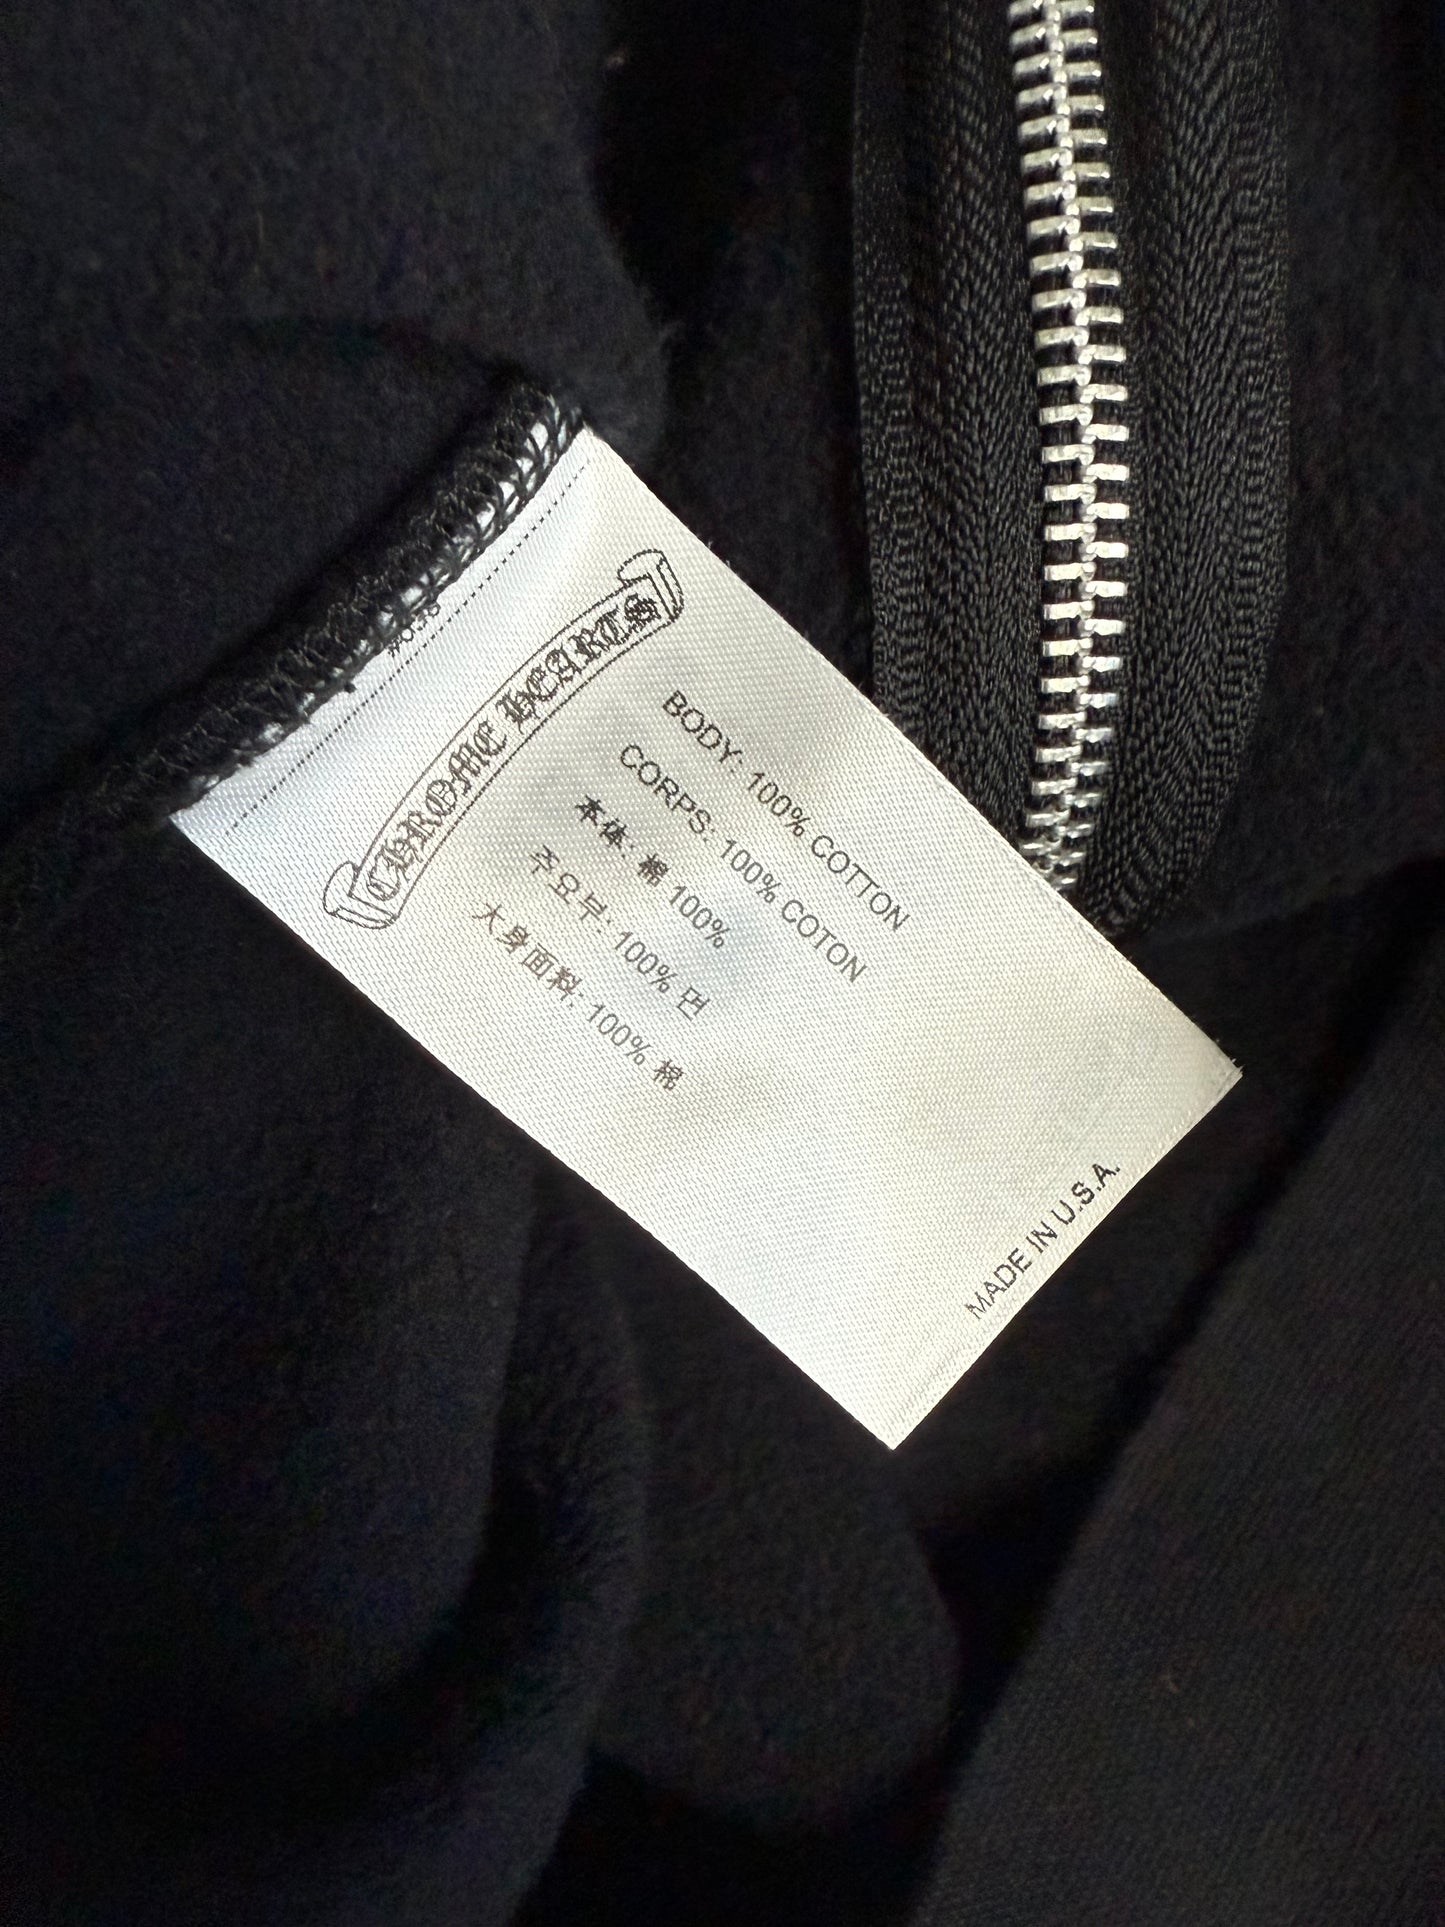 CHROME HEARTS
BODY: 100% COTTON
CORPS: 100% COTON
本体: 棉 100%
주요부: 100% 면
大身面料: 100% 棉
MADE IN U.S.A.